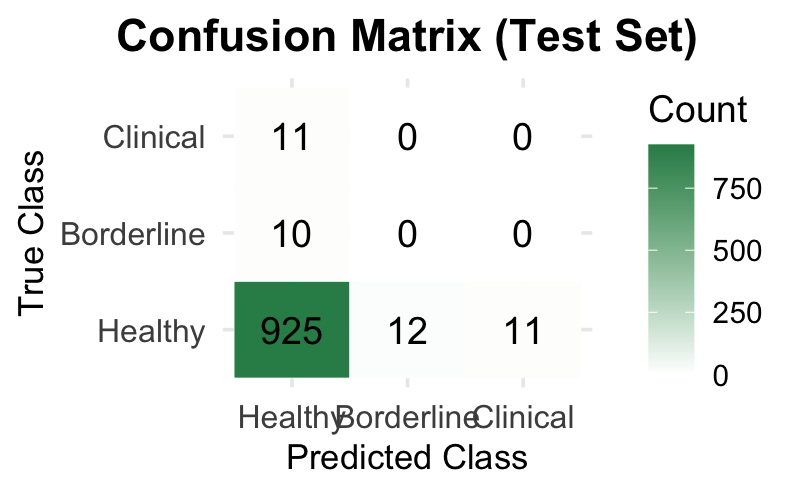 Confusion Matrix (Test Set)
True Class
Clinical 11 0 0
Borderline 10 0 0
Healthy 925 12 11
Healthy Borderline Clinical
Predicted Class
Count
750
500
250
0